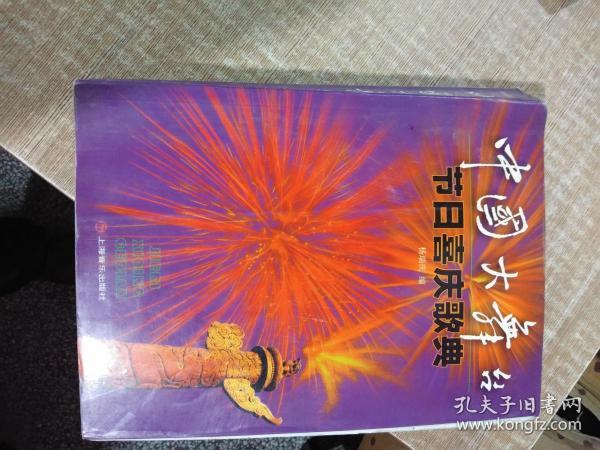 中國大舞台
节日喜庆歌典
杨瑞庆 编
上海音乐出版社
孔夫子旧书网
www.kongfz.com